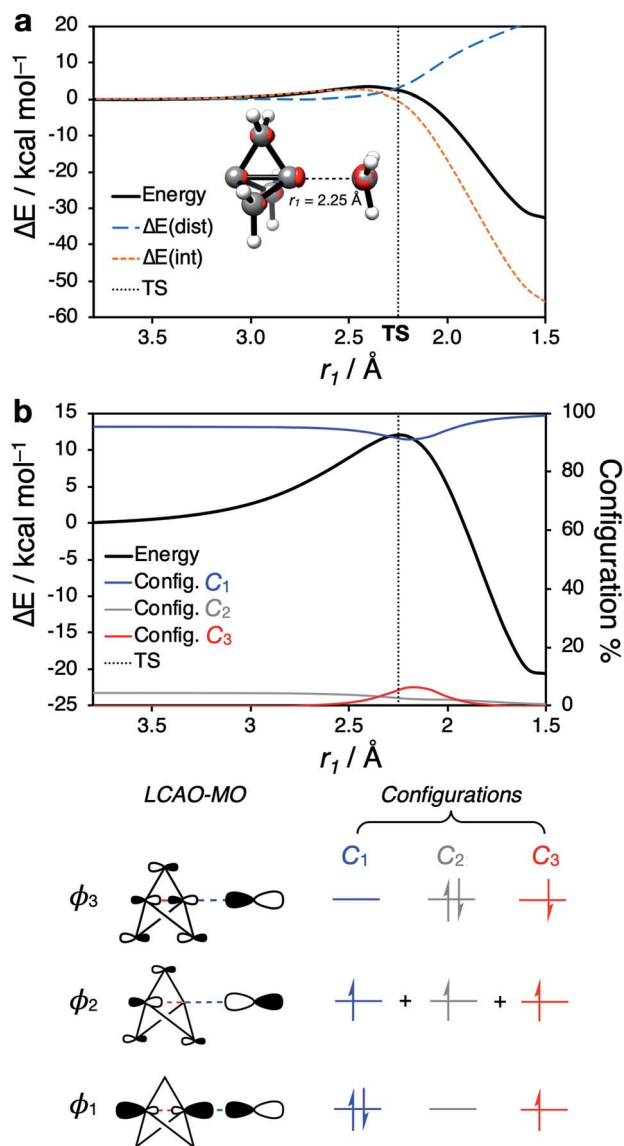 a
ΔE / kcal mol⁻¹
20
10
0
-10
-20
-30
-40
-50
-60
Energy
ΔE(dist)
ΔE(int)
TS
r₁ = 2.25 Å
3.5
3.0
2.5
TS
2.0
1.5
r₁ / Å
b
ΔE / kcal mol⁻¹
15
10
5
0
-5
-10
-15
-20
-25
Energy
Config. C₁
Config. C₂
Config. C₃
TS
100
80
60
40
20
0
Configuration %
3.5
3
2.5
2
1.5
r₁ / Å
LCAO-MO
Configurations
C₁ C₂ C₃
ϕ₃
ϕ₂ + +
ϕ₁